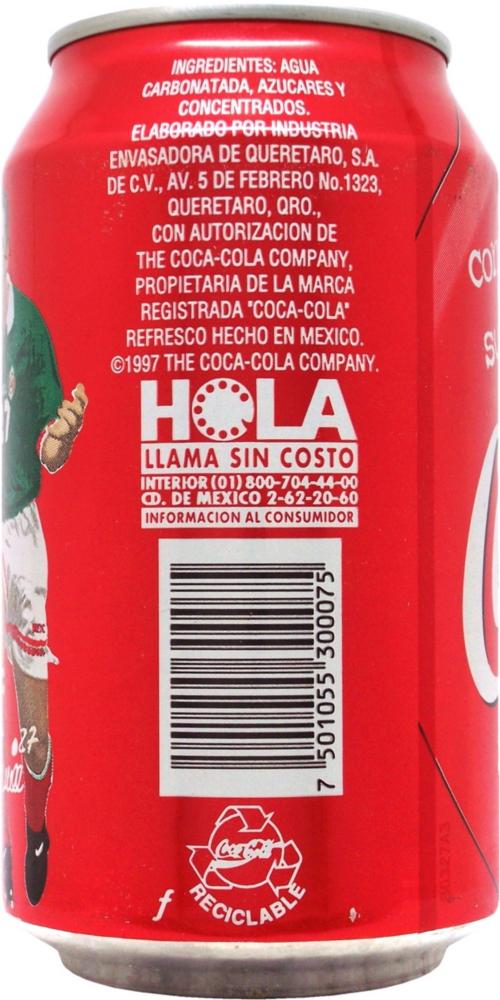 INGREDIENTES: AGUA
CARBONATADA, AZUCARES Y
CONCENTRADOS.
ELABORADO POR INDUSTRIA
ENVASADORA DE QUERETARO, S.A.
DE C.V., AV. 5 DE FEBRERO No.1323,
QUERETARO, QRO.,
CON AUTORIZACION DE
THE COCA-COLA COMPANY,
PROPIETARIA DE LA MARCA
REGISTRADA "COCA-COLA"
REFRESCO HECHO EN MEXICO.
©1997 THE COCA-COLA COMPANY.
HOLA
LLAMA SIN COSTO
INTERIOR (01) 800-704-44-00
CD. DE MEXICO 2-62-20-60
INFORMACION AL CONSUMIDOR
7 501055 300075
Coca-Cola
RECICLABLE
f
27